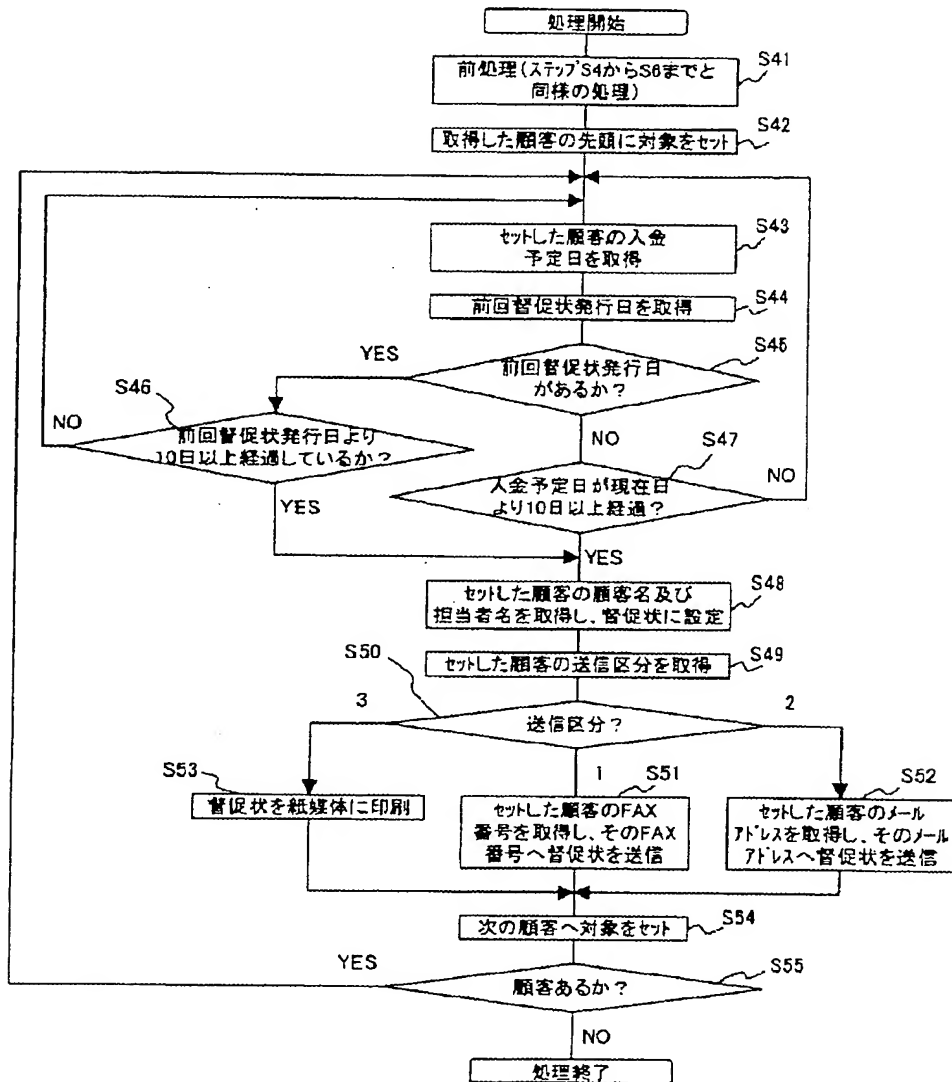 処理開始
S41
前処理(ステップS4からS6までと
同様の処理)
S42
取得した顧客の先頭に対象をセット
S43
セットした顧客の入金
予定日を取得
S44
前回督促状発行日を取得
S45
YES
前回督促状発行日
があるか?
S46
NO
前回督促状発行日より
10日以上経過しているか?
NO
S47
NO
入金予定日が現在日
より10日以上経過?
YES
YES
S48
セットした顧客の顧客名及び
担当者名を取得し、督促状に設定
S49
セットした顧客の送信区分を取得
S50
3
2
送信区分?
S53
1
S51
S52
督促状を紙媒体に印刷
セットした顧客のFAX
番号を取得し、そのFAX
番号へ督促状を送信
セットした顧客のメール
アドレスを取得し、そのメール
アドレスへ督促状を送信
S54
次の顧客へ対象をセット
YES
S55
顧客あるか?
NO
処理終了